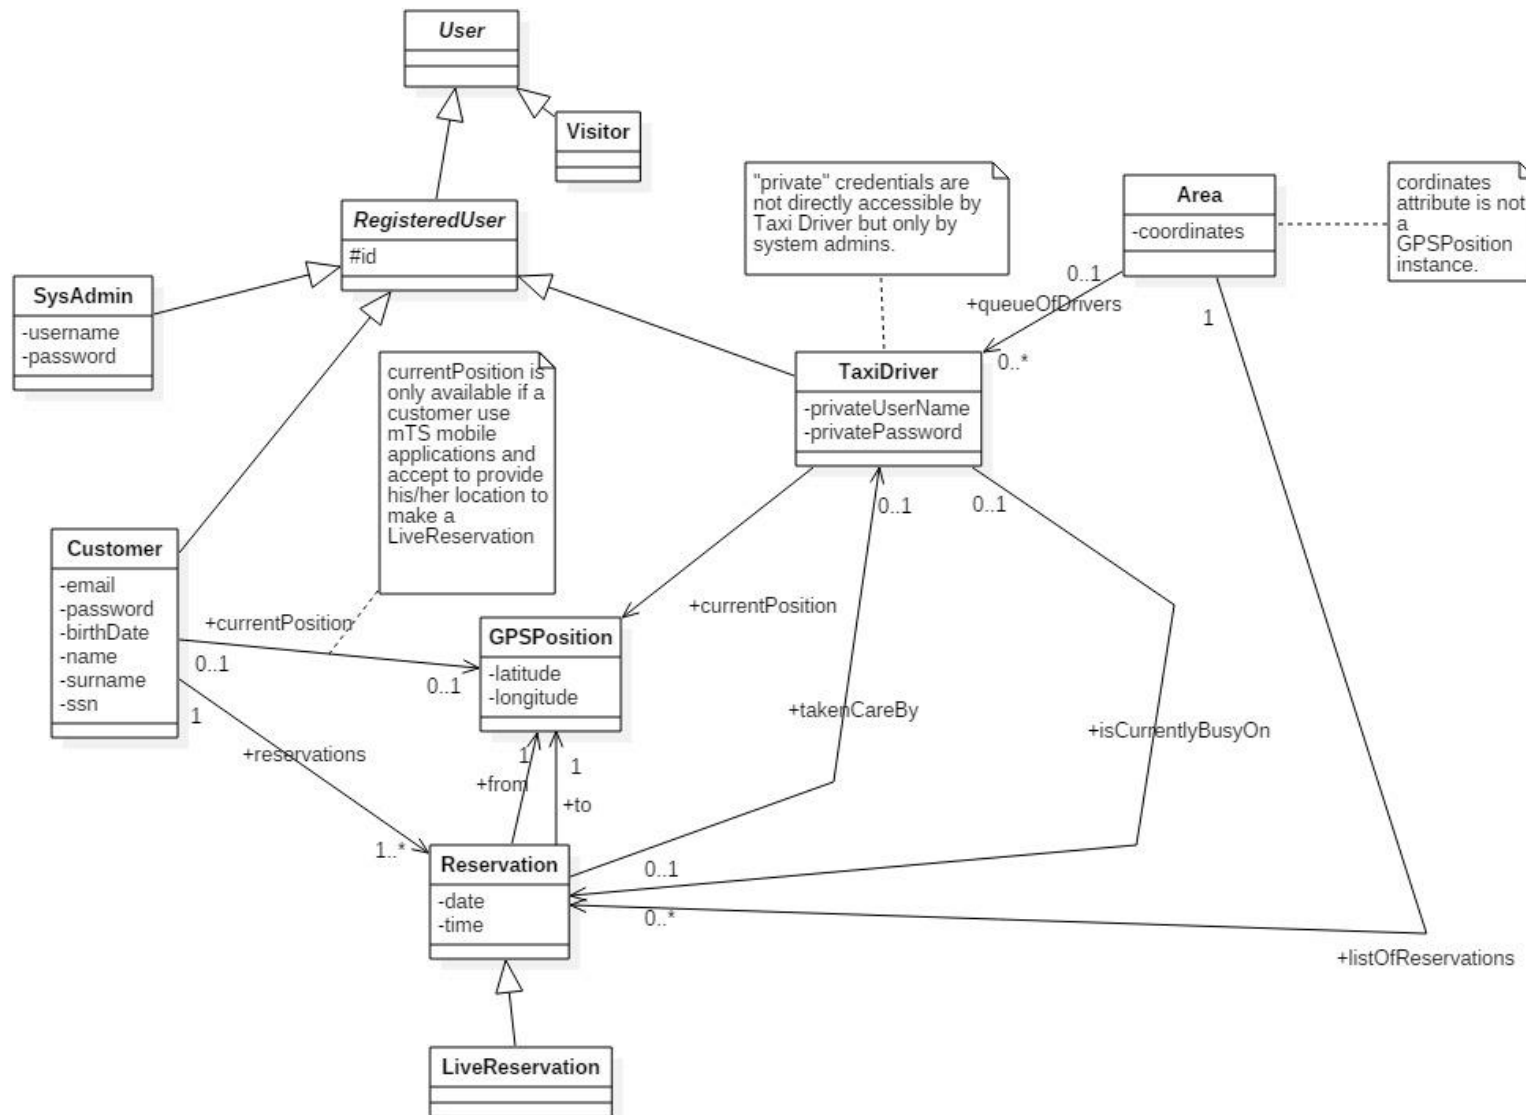 User
Visitor
RegisteredUser
#id
"private" credentials are
not directly accessible by
Taxi Driver but only by
system admins.
Area
-coordinates
cordinates
attribute is not
a
GPSPosition
instance.
SysAdmin
-username
-password
0..1
+queueOfDrivers
0..*
1
currentPosition is
only available if a
customer use
mTS mobile
applications and
accept to provide
his/her location to
make a
LiveReservation
TaxiDriver
-privateUserName
-privatePassword
0..1
0..1
Customer
-email
-password
-birthDate
-name
-surname
-ssn
+currentPosition
0..1
0..1
GPSPosition
-latitude
-longitude
+currentPosition
1
+reservations
1..*
1
+from
1
+to
+takenCareBy
+isCurrentlyBusyOn
Reservation
-date
-time
0..1
0..*
+listOfReservations
LiveReservation